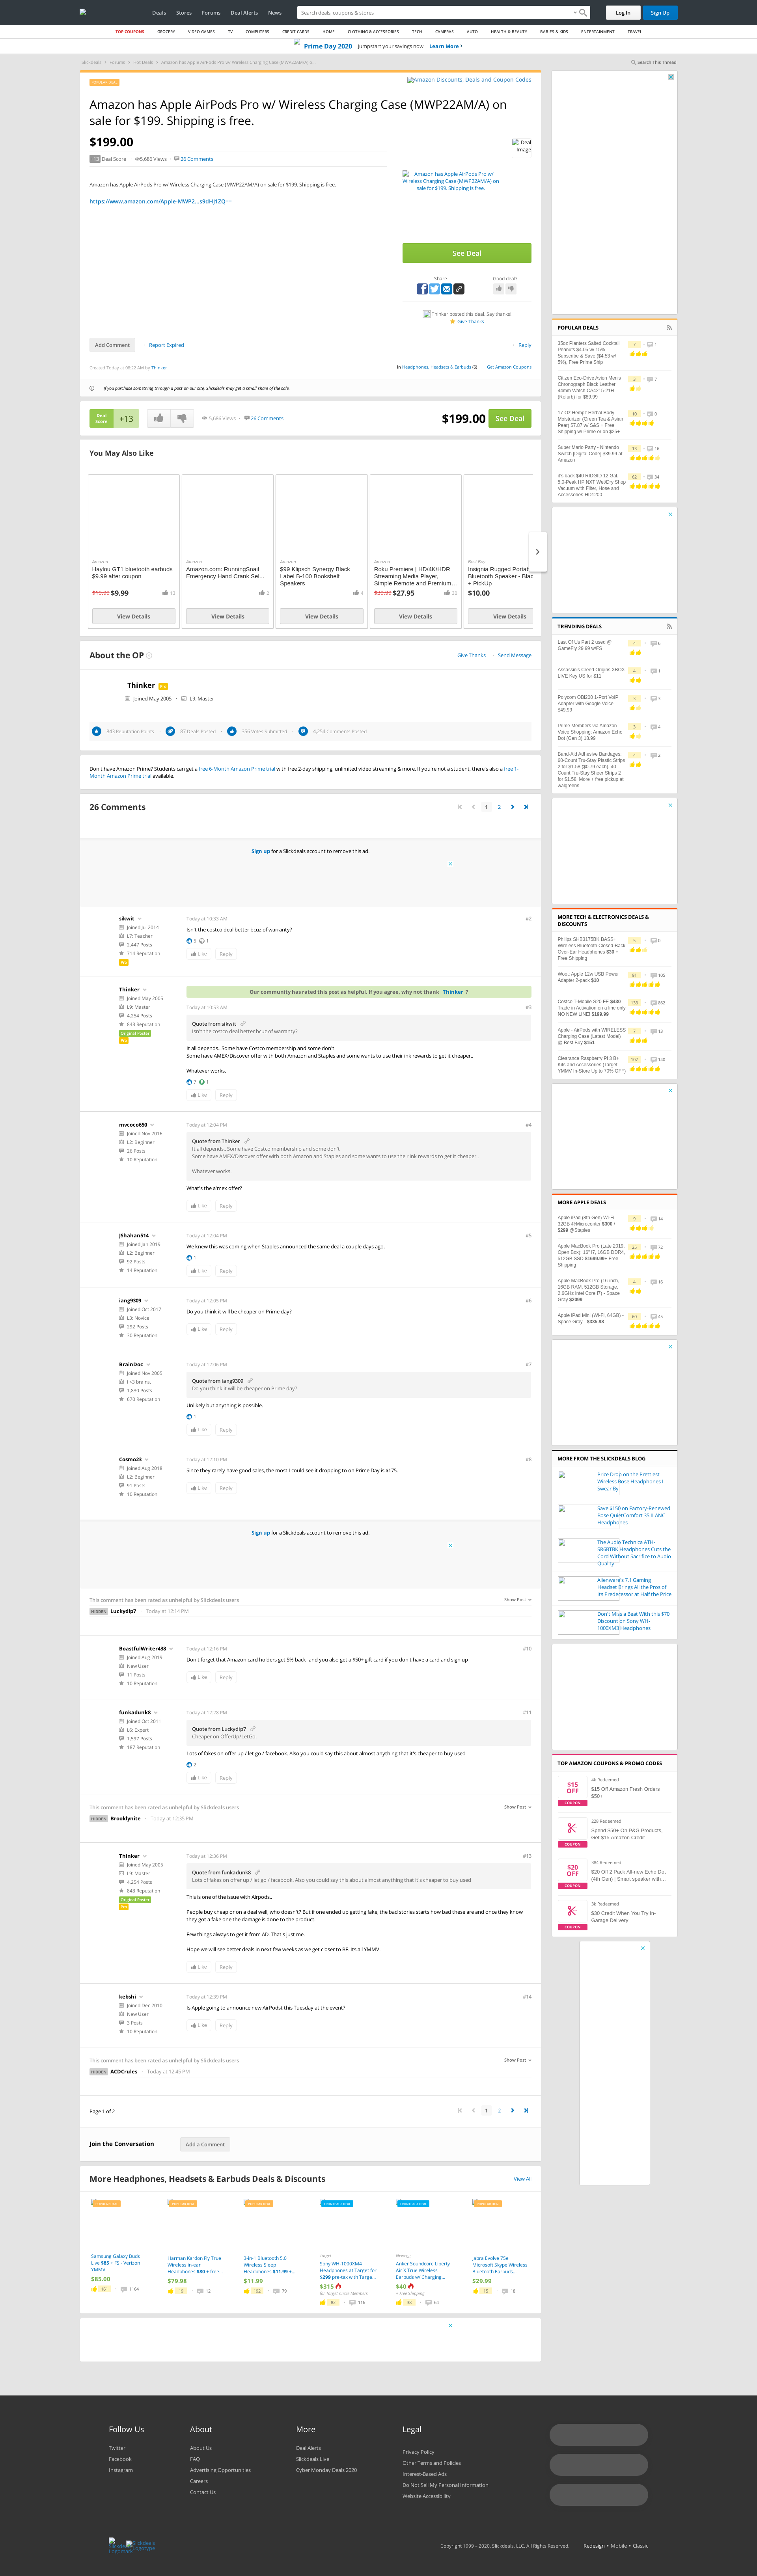 Deals Stores Forums Deal Alerts News
Search deals, coupons & stores
Log In Sign Up
TOP COUPONS GROCERY VIDEO GAMES TV COMPUTERS CREDIT CARDS HOME CLOTHING & ACCESSORIES TECH CAMERAS AUTO HEALTH & BEAUTY BABIES & KIDS ENTERTAINMENT TRAVEL
Prime Day 2020 Jumpstart your savings now Learn More
Slickdeals Forums Hot Deals
Search This Thread
Amazon Discounts, Deals and Coupon Codes
Amazon has Apple AirPods Pro w/ Wireless Charging Case (MWP22AM/A) on
sale for $199. Shipping is free.
$199.00
Deal Image
+13 Deal Score 5,686 Views 26 Comments
Amazon has Apple AirPods Pro w/
Wireless Charging Case (MWP22AM/A) on
sale for $199. Shipping is free.
Amazon has Apple AirPods Pro w/ Wireless Charging Case (MWP22AM/A) on sale for $199. Shipping is free.
https://www.amazon.com/Apple-MWP2...s9dHJ1ZQ==
See Deal
Share Good deal?
Thinker posted this deal. Say thanks!
Give Thanks
Add Comment Report Expired Reply
Created Today at 08:22 AM by Thinker
in Headphones, Headsets & Earbuds (6) Get Amazon Coupons
If you purchase something through a post on our site, Slickdeals may get a small share of the sale.
Deal Score +13 5,686 Views 26 Comments $199.00 See Deal
You May Also Like
Amazon
Haylou GT1 bluetooth earbuds $9.99 after coupon
$19.99 $9.99 13
View Details
Amazon
Amazon.com: RunningSnail Emergency Hand Crank Sel...
2
View Details
Amazon
$99 Klipsch Synergy Black Label B-100 Bookshelf Speakers
4
View Details
Amazon
Roku Premiere | HD/4K/HDR Streaming Media Player, Simple Remote and Premium...
$39.99 $27.95 30
View Details
Best Buy
Insignia Rugged Portab
Bluetooth Speaker - Blac
+ PickUp
$10.00
View Details
About the OP Give Thanks Send Message
Thinker Pro
Joined May 2005 L9: Master
843 Reputation Points 87 Deals Posted 350 Votes Submitted 4,254 Comments Posted
Don't have Amazon Prime? Students can get a free 6-Month Amazon Prime trial with free 2-day shipping, unlimited video streaming & more. If you're not a student, there's also a free 1-
Month Amazon Prime trial available.
26 Comments 1 2
Sign up for a Slickdeals account to remove this ad.
sikwit Today at 10:33 AM #2
Joined Jul 2014
L7: Teacher
2,447 Posts
714 Reputation
Pro
Isn't the costco deal better bcuz of warranty?
5 1
Like Reply
Our community has rated this post as helpful. If you agree, why not thank Thinker ?
Thinker Today at 10:53 AM #3
Joined May 2005
L9: Master
4,254 Posts
843 Reputation
Original Poster
Pro
Quote from sikwit
Isn't the costco deal better bcuz of warranty?
It all depends.. Some have Costco membership and some don't
Some have AMEX/Discover offer with both Amazon and Staples and some wants to use their ink rewards to get it cheaper..
Whatever works.
7 1
Like Reply
mvcoco650 Today at 12:04 PM #4
Joined Nov 2016
L2: Beginner
26 Posts
10 Reputation
Quote from Thinker
It all depends.. Some have Costco membership and some don't
Some have AMEX/Discover offer with both Amazon and Staples and some wants to use their ink rewards to get it cheaper..
Whatever works.
What's the a'mex offer?
Like Reply
JShahan514 Today at 12:04 PM #5
Joined Jan 2019
L2: Beginner
92 Posts
14 Reputation
We knew this was coming when Staples announced the same deal a couple days ago.
1
Like Reply
iang9309 Today at 12:05 PM #6
Joined Oct 2017
L3: Novice
292 Posts
30 Reputation
Do you think it will be cheaper on Prime day?
Like Reply
BrainDoc Today at 12:06 PM #7
Joined Nov 2005
I <3 brains.
1,830 Posts
670 Reputation
Quote from iang9309
Do you think it will be cheaper on Prime day?
Unlikely but anything is possible.
1
Like Reply
Cosmo23 Today at 12:10 PM #8
Joined Aug 2018
L2: Beginner
91 Posts
10 Reputation
Since they rarely have good sales, the most I could see it dropping to on Prime Day is $175.
Like Reply
Sign up for a Slickdeals account to remove this ad.
This comment has been rated as unhelpful by Slickdeals users Show Post
HIDDEN Luckydip7 Today at 12:14 PM
BoastfulWriter438 Today at 12:16 PM #10
Joined Aug 2019
New User
11 Posts
10 Reputation
Don't forget that Amazon card holders get 5% back- and you also get a $50+ gift card if you don't have a card and sign up
Like Reply
funkadunk8 Today at 12:28 PM #11
Joined Oct 2011
L6: Expert
1,597 Posts
187 Reputation
Quote from Luckydip7
Cheaper on OfferUp/LetGo.
Lots of fakes on offer up / let go / facebook. Also you could say this about almost anything that it's cheaper to buy used
2
Like Reply
This comment has been rated as unhelpful by Slickdeals users Show Post
HIDDEN Brooklynite Today at 12:35 PM
Thinker Today at 12:36 PM #13
Joined May 2005
L9: Master
4,254 Posts
843 Reputation
Original Poster
Pro
Quote from funkadunk8
Lots of fakes on offer up / let go / facebook. Also you could say this about almost anything that it's cheaper to buy used
This is one of the issue with Airpods..
People buy cheap or on a deal well, who doesn't? But if one ended up getting fake, the bad stories starts how bad are those and once they know they got a fake one the damage is done to the product.
Few things always to get it from AD. That's just me.
Hope we will see better deals in next few weeks as we get closer to BF. Its all YMMV.
Like Reply
kebshi Today at 12:39 PM #14
Joined Dec 2010
New User
3 Posts
10 Reputation
Is Apple going to announce new AirPodst this Tuesday at the event?
Like Reply
This comment has been rated as unhelpful by Slickdeals users Show Post
HIDDEN ACDCrules Today at 12:45 PM
Page 1 of 2 1 2
Join the Conversation Add a Comment
More Headphones, Headsets & Earbuds Deals & Discounts View All
Samsung Galaxy Buds Live $85 + FS - Verizon YMMV
$85.00
161 1164
Harman Kardon Fly True Wireless in-ear Headphones $80 + free...
$79.98
19 12
3-in-1 Bluetooth 5.0 Wireless Sleep Headphones $11.99 +...
$11.99
102 75
FRONTPAGE DEAL
Target
Sony WH-1000XM4 Headphones at Target for $299 pre-tax with Targe...
$315
for Target Circle Members
82 116
FRONTPAGE DEAL
Newegg
Anker Soundcore Liberty Air X True Wireless Earbuds w/ Charging...
$40
+ Free Shipping
38 64
Jabra Evolve 75e Microsoft Skype Wireless Bluetooth Earbuds...
$29.99
15 18
POPULAR DEALS
35oz Planters Salted Cocktail Peanuts $4.05 w/ 15% Subscribe & Save ($4.53 w/ 5%), Free Prime Ship 7 1
Citizen Eco-Drive Avion Men's Chronograph Black Leather 44mm Watch CA4215-21H (Refurb) for $89.99 3 7
17-Oz Hempz Herbal Body Moisturizer (Green Tea & Asian Pear) $7.87 w/ S&S + Free Shipping w/ Prime or on $25+ 10 0
Super Mario Party - Nintendo Switch [Digital Code] $39.99 at Amazon 13 16
It's back $40 RIDGID 12 Gal. 5.0-Peak HP NXT Wet/Dry Shop Vacuum with Filter, Hose and Accessories-HD1200 62 34
TRENDING DEALS
Last Of Us Part 2 used @ GameFly 29.99 w/FS 4 6
Assassin's Creed Origins XBOX LIVE Key US for $11 4 1
Polycom OBi200 1-Port VoIP Adapter with Google Voice $49.99 3 3
Prime Members via Amazon Voice Shopping: Amazon Echo Dot (Gen 3) 18.99 3 4
Band-Aid Adhesive Bandages: 60-Count Tru-Stay Plastic Strips 2 for $1.58 ($0.79 each), 40-Count Tru-Stay Sheer Strips 2 for $1.58, More + free pickup at walgreens 4 2
MORE TECH & ELECTRONICS DEALS & DISCOUNTS
Philips SHB3175BK BASS+ Wireless Bluetooth Closed-Back Over-Ear Headphones $30 + Free Shipping 5 0
Woot: Apple 12w USB Power Adapter 2-pack $10 91 105
Costco T-Mobile S20 FE $430 Trade in Activation on a line only NO NEW LINE! $199.99 133 862
Apple - AirPods with WIRELESS Charging Case (Latest Model) @ Best Buy $151 7 13
Clearance Raspberry Pi 3 B+ Kits and Accessories (Target YMMV In-Store Up to 70% OFF) 107 140
MORE APPLE DEALS
Apple iPad (8th Gen) Wi-Fi 32GB @Microcenter $300 / $299 @Staples 9 14
Apple MacBook Pro (Late 2019, Open Box): 16" i7, 16GB DDR4, 512GB SSD $1699.99+ Free Shipping 25 72
Apple MacBook Pro (16-inch, 16GB RAM, 512GB Storage, 2.6GHz Intel Core i7) - Space Gray $2099 4 16
Apple iPad Mini (Wi-Fi, 64GB) - Space Gray - $335.98 60 45
MORE FROM THE SLICKDEALS BLOG
Price Drop on the Prettiest Wireless Bose Headphones I Swear By
Save $150 on Factory-Renewed Bose QuietComfort 35 II ANC Headphones
The Audio Technica ATH-SR6BTBK Headphones Cuts the Cord Without Sacrifice to Audio Quality
Alienware's 7.1 Gaming Headset Brings All the Pros of Its Predecessor at Half the Price
Don't Miss a Beat With this $70 Discount on Sony WH-1000XM3 Headphones
TOP AMAZON COUPONS & PROMO CODES
$15 OFF COUPON
4k Redeemed
$15 Off Amazon Fresh Orders $50+
COUPON
228 Redeemed
Spend $50+ On P&G Products, Get $15 Amazon Credit
$20 OFF COUPON
384 Redeemed
$20 Off 2 Pack All-new Echo Dot (4th Gen) | Smart speaker with...
COUPON
3k Redeemed
$30 Credit When You Try In-Garage Delivery
Follow Us
Twitter
Facebook
Instagram
About
About Us
FAQ
Advertising Opportunities
Careers
Contact Us
More
Deal Alerts
Slickdeals Live
Cyber Monday Deals 2020
Legal
Privacy Policy
Other Terms and Policies
Interest-Based Ads
Do Not Sell My Personal Information
Website Accessibility
Copyright 1999 – 2020. Slickdeals, LLC. All Rights Reserved. Redesign • Mobile • Classic